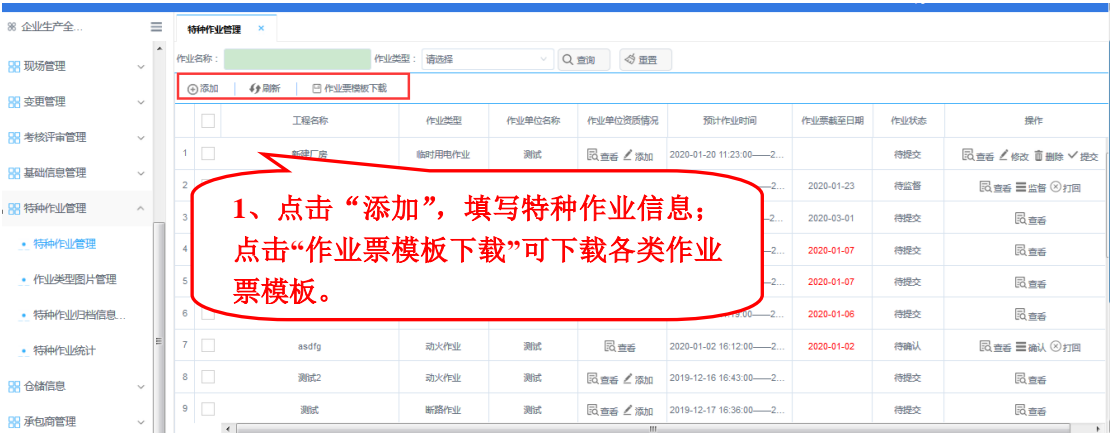 企业生产全...
特种作业管理 ×
现场管理
变更管理
考核评审管理
基础信息管理
特种作业管理
特种作业管理
作业类型图片管理
特种作业归档信息...
特种作业统计
仓储信息
承包商管理
作业名称： 作业类型： 请选择 查询 重置
添加 刷新 作业票模板下载
工程名称 作业类型 作业单位名称 作业单位资质情况 预计作业时间 作业票截至日期 作业状态 操作
1 新建厂房 临时用电作业 测试 查看 添加 2020-01-20 11:23:00——2... 待提交 查看 修改 删除 提交
2 —2... 2020-01-23 待监督 查看 监督 打回
3 —2... 2020-03-01 待提交 查看
4 —2... 2020-01-07 待提交 查看
5 —2... 2020-01-07 待提交 查看
6 ——2... 2020-01-06 待提交 查看
7 asdfg 动火作业 测试 查看 2020-01-02 16:12:00——2... 2020-01-02 待确认 查看 确认 打回
8 测试2 动火作业 测试 查看 添加 2019-12-16 16:43:00——2... 待提交 查看
9 测试 断路作业 测试 查看 添加 2019-12-17 16:36:00——2... 待提交 查看
1、点击“添加”，填写特种作业信息；
点击“作业票模板下载”可下载各类作业
票模板。